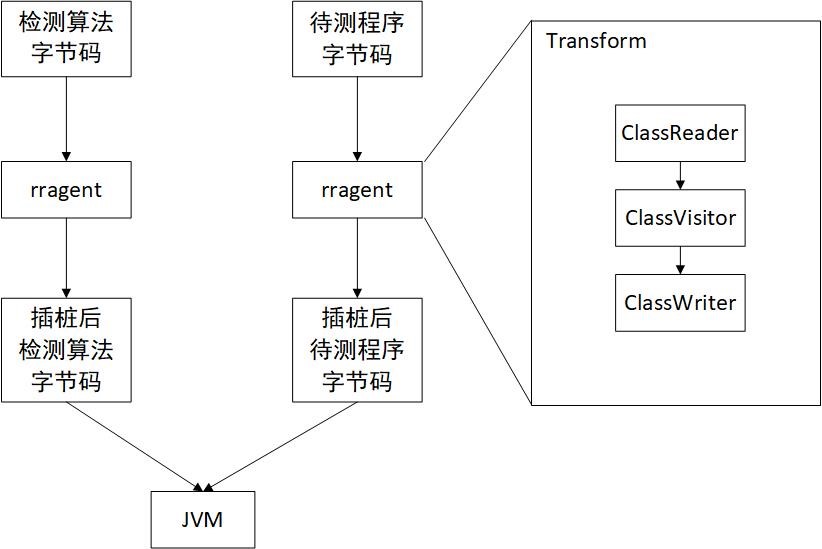 检测算法
字节码
待测程序
字节码
rragent
rragent
插桩后
检测算法
字节码
插桩后
待测程序
字节码
JVM
Transform
ClassReader
ClassVisitor
ClassWriter